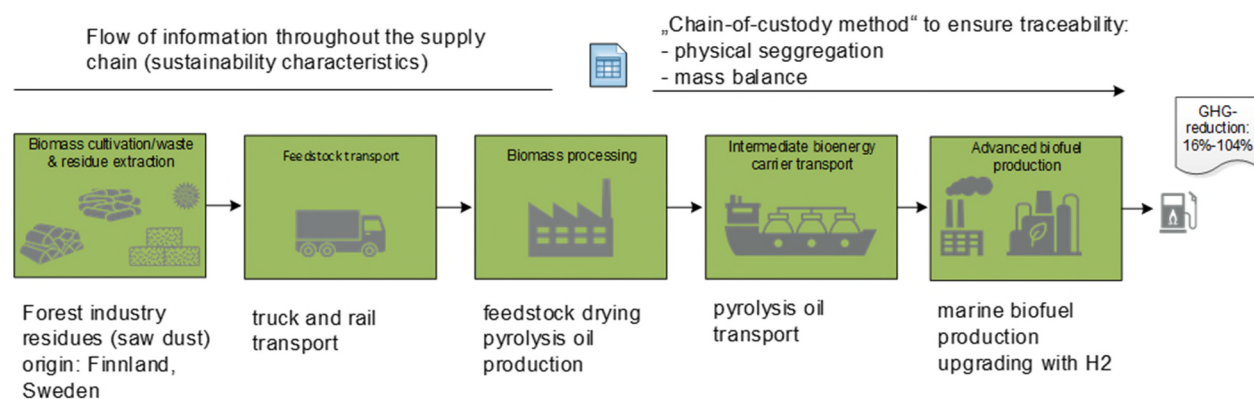 Flow of information throughout the supply
chain (sustainability characteristics)
„Chain-of-custody method“ to ensure traceability:
- physical seggregation
- mass balance
GHG-
reduction:
16%-104%
Biomass cultivation/waste
& residue extraction
Feedstock transport
Biomass processing
Intermediate bioenergy
carrier transport
Advanced biofuel
production
Forest industry
residues (saw dust)
origin: Finnland,
Sweden
truck and rail
transport
feedstock drying
pyrolysis oil
production
pyrolysis oil
transport
marine biofuel
production
upgrading with H2